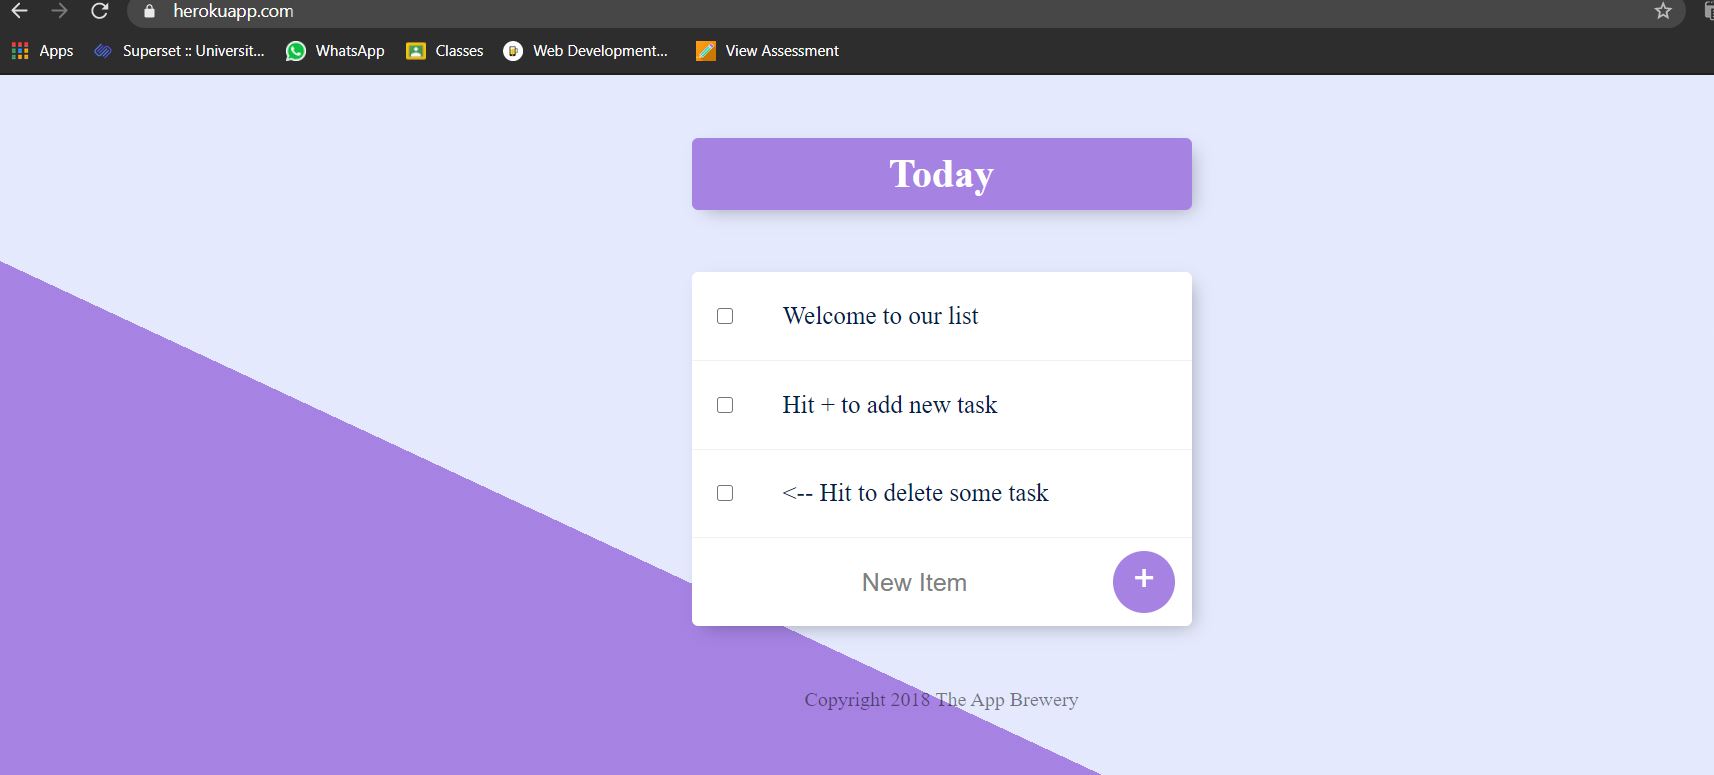 herokuapp.com
Apps Superset :: Universit... WhatsApp Classes Web Development... View Assessment
Today
Welcome to our list
Hit + to add new task
<-- Hit to delete some task
New Item +
Copyright 2018 The App Brewery